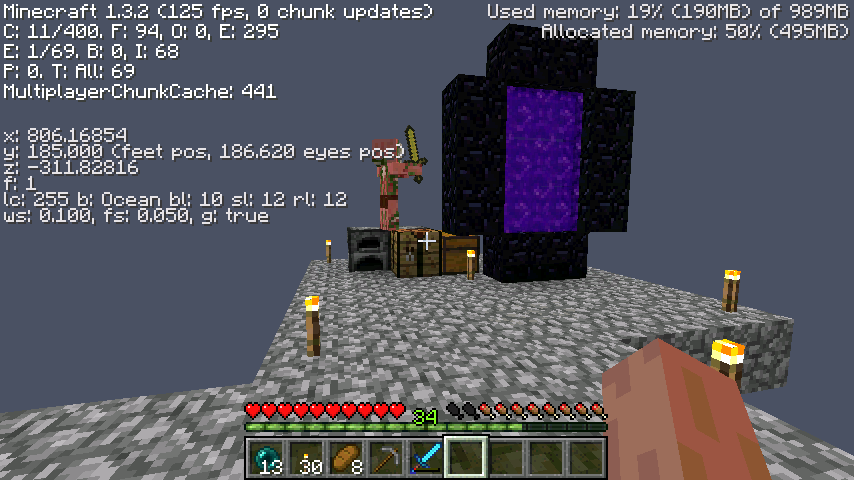 Minecraft 1.3.2 (125 fps, 0 chunk updates)
C: 11/400. F: 94, O: 0, E: 295
E: 1/69. B: 0, I: 68
P: 0. T: All: 69
MultiplayerChunkCache: 441
Used memory: 19% (190MB) of 989MB
Allocated memory: 50% (495MB)
x: 806.16854
y: 185.000 (feet pos, 186.620 eyes pos)
z: -311.82816
f: 1
lc: 255 b: Ocean bl: 10 sl: 12 rl: 12
ws: 0.100, fs: 0.050, g: true
34
13 30 8